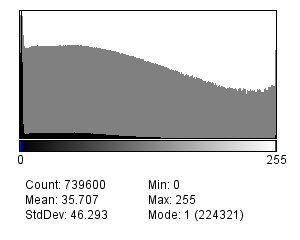 0 255
Count: 739600 Min: 0
Mean: 35.707 Max: 255
StdDev: 46.293 Mode: 1 (224321)